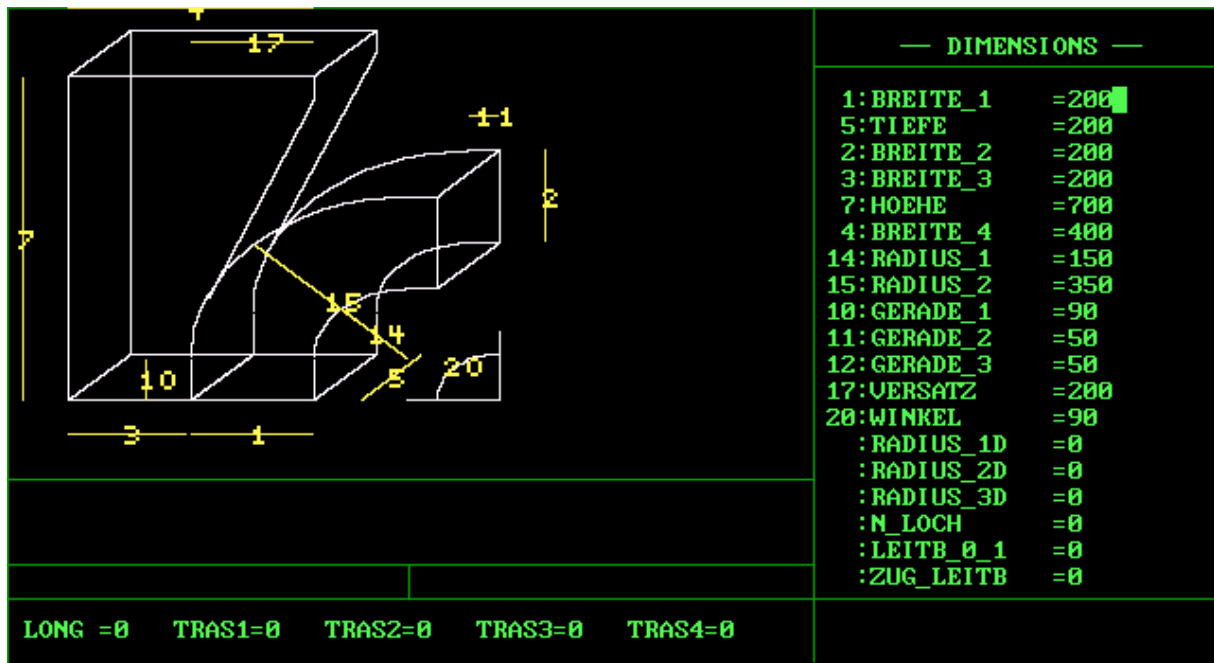 4
17
11
2
7
15
14
10
5
20
3
1
— DIMENSIONS —
1:BREITE_1 =200
5:TIEFE =200
2:BREITE_2 =200
3:BREITE_3 =200
7:HOEHE =700
4:BREITE_4 =400
14:RADIUS_1 =150
15:RADIUS_2 =350
10:GERADE_1 =90
11:GERADE_2 =50
12:GERADE_3 =50
17:VERSATZ =200
20:WINKEL =90
:RADIUS_1D =0
:RADIUS_2D =0
:RADIUS_3D =0
:N_LOCH =0
:LEITB_0_1 =0
:ZUG_LEITB =0
LONG =0 TRAS1=0 TRAS2=0 TRAS3=0 TRAS4=0